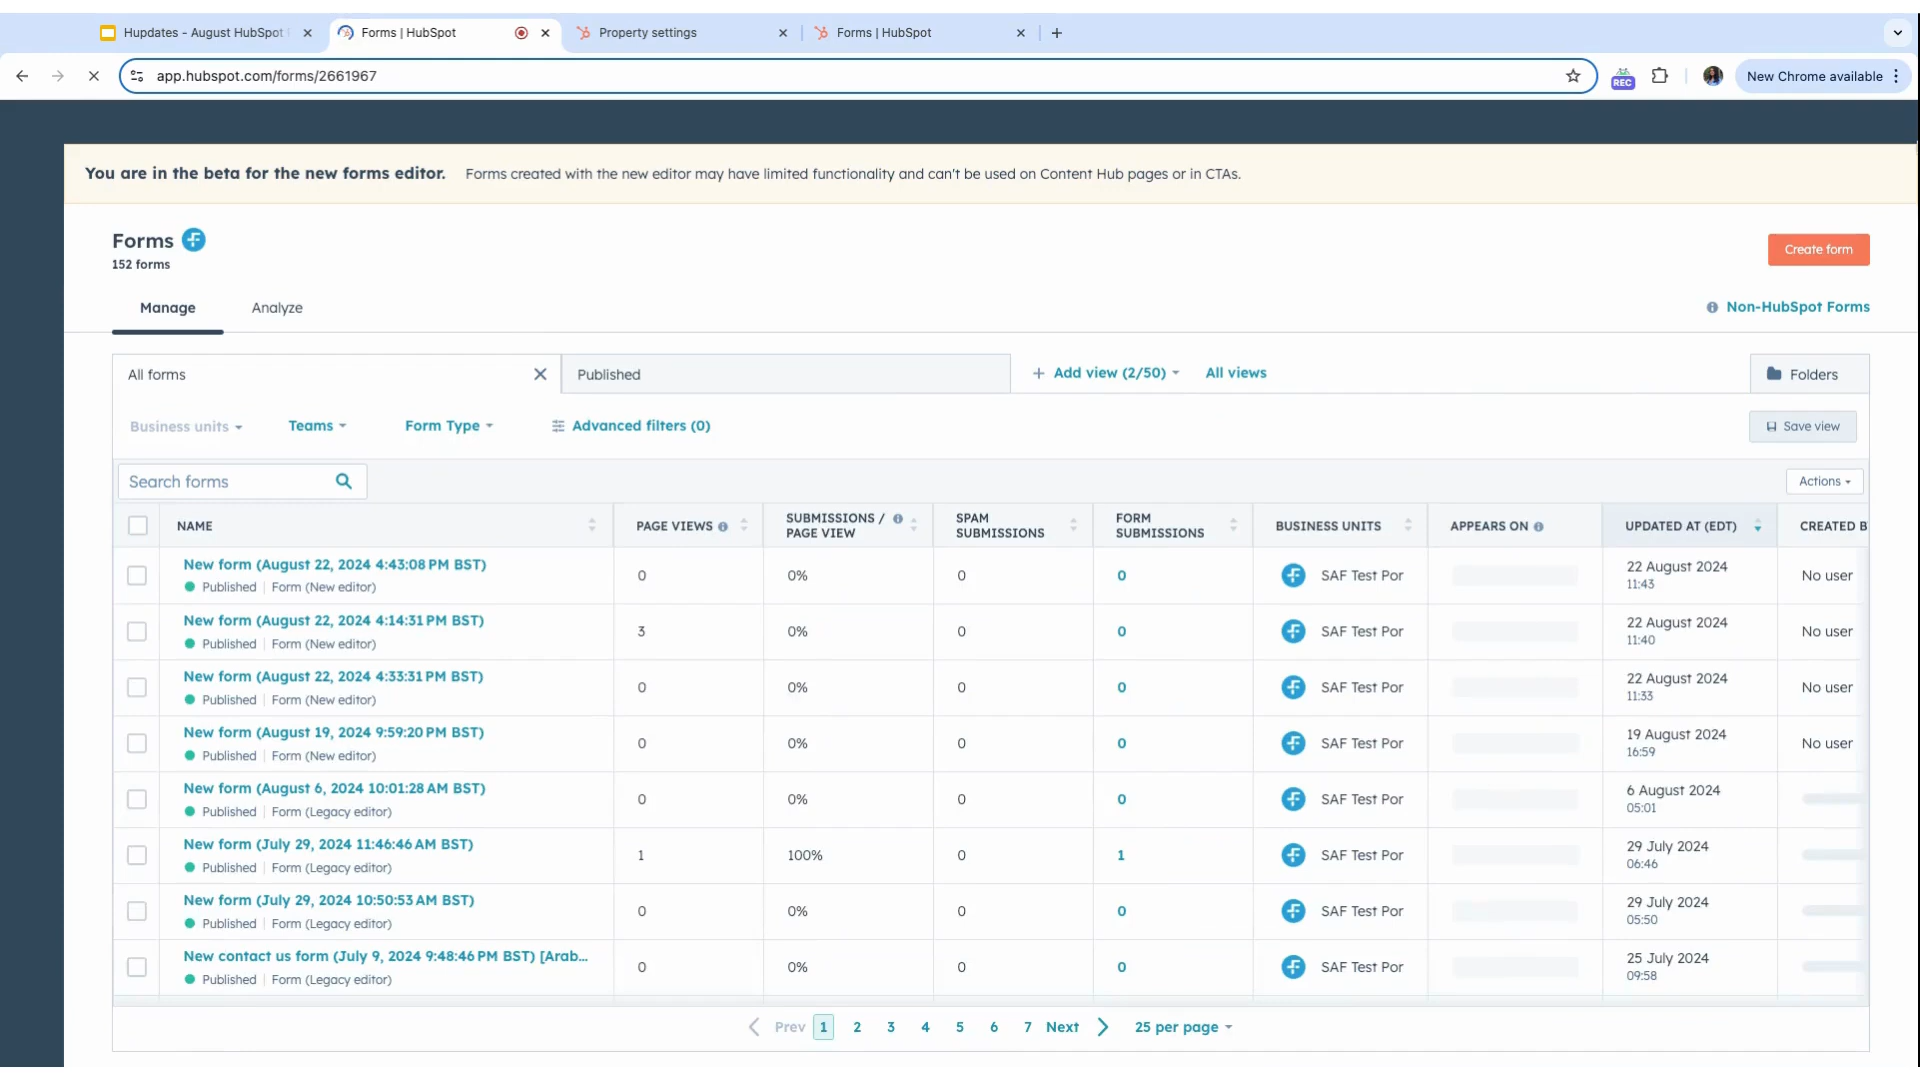 Hupdates - August HubSpot
Forms | HubSpot
Property settings
Forms | HubSpot
app.hubspot.com/forms/2661967
REC
New Chrome available
You are in the beta for the new forms editor. Forms created with the new editor may have limited functionality and can't be used on Content Hub pages or in CTAs.
Forms
152 forms
Create form
Manage
Analyze
Non-HubSpot Forms
All forms
Published
Add view (2/50)
All views
Folders
Business units
Teams
Form Type
Advanced filters (0)
Save view
Search forms
Actions
NAME
PAGE VIEWS
SUBMISSIONS /
PAGE VIEW
SPAM
SUBMISSIONS
FORM
SUBMISSIONS
BUSINESS UNITS
APPEARS ON
UPDATED AT (EDT)
CREATED B
New form (August 22, 2024 4:43:08 PM BST)
Published | Form (New editor)
0 0% 0 0 SAF Test Por
22 August 2024
11:43
No user
New form (August 22, 2024 4:14:31 PM BST)
Published | Form (New editor)
3 0% 0 0 SAF Test Por
22 August 2024
11:40
No user
New form (August 22, 2024 4:33:31 PM BST)
Published | Form (New editor)
0 0% 0 0 SAF Test Por
22 August 2024
11:33
No user
New form (August 19, 2024 9:59:20 PM BST)
Published | Form (New editor)
0 0% 0 0 SAF Test Por
19 August 2024
16:59
No user
New form (August 6, 2024 10:01:28 AM BST)
Published | Form (Legacy editor)
0 0% 0 0 SAF Test Por
6 August 2024
05:01
New form (July 29, 2024 11:46:46 AM BST)
Published | Form (Legacy editor)
1 100% 0 1 SAF Test Por
29 July 2024
06:46
New form (July 29, 2024 10:50:53 AM BST)
Published | Form (Legacy editor)
0 0% 0 0 SAF Test Por
29 July 2024
05:50
New contact us form (July 9, 2024 9:48:46 PM BST) [Arab...
Published | Form (Legacy editor)
0 0% 0 0 SAF Test Por
25 July 2024
09:58
Prev 1 2 3 4 5 6 7 Next 25 per page